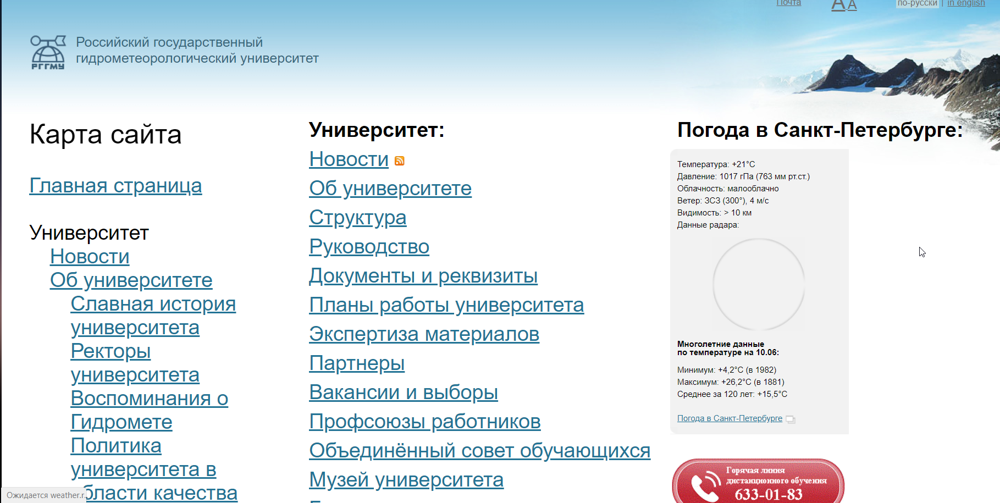 Почта
А А
по-русски | in english
РГГМУ
Российский государственный
гидрометеорологический университет
Карта сайта
Главная страница
Университет
Новости
Об университете
Славная история
университета
Ректоры
университета
Воспоминания о
Гидромете
Политика
университета в
бласти качества
Университет:
Новости
Об университете
Структура
Руководство
Документы и реквизиты
Планы работы университета
Экспертиза материалов
Партнеры
Вакансии и выборы
Профсоюзы работников
Объединённый совет обучающихся
Музей университета
Погода в Санкт-Петербурге:
Температура: +21°C
Давление: 1017 гПа (763 мм рт.ст.)
Облачность: малооблачно
Ветер: ЗСЗ (300°), 4 м/с
Видимость: > 10 км
Данные радара:
Многолетние данные
по температуре на 10.06:
Минимум: +4,2°C (в 1982)
Максимум: +26,2°C (в 1881)
Среднее за 120 лет: +15,5°C
Погода в Санкт-Петербурге
Горячая линия
дистанционного обучения
633-01-83
Ожидается weather.r...